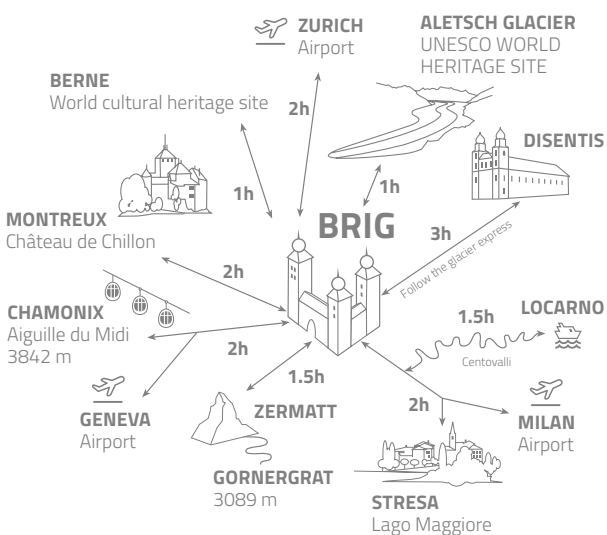 ZURICH
Airport
ALETSCH GLACIER
UNESCO WORLD
HERITAGE SITE
BERNE
World cultural heritage site
2h
DISENTIS
1h
1h
BRIG
MONTREUX
Château de Chillon
3h
Follow the glacier express
2h
CHAMONIX
Aiguille du Midi
3842 m
LOCARNO
1.5h
Centovalli
2h
1.5h
GENEVA
Airport
ZERMATT
2h
MILAN
Airport
GORNERGRAT
3089 m
STRESA
Lago Maggiore